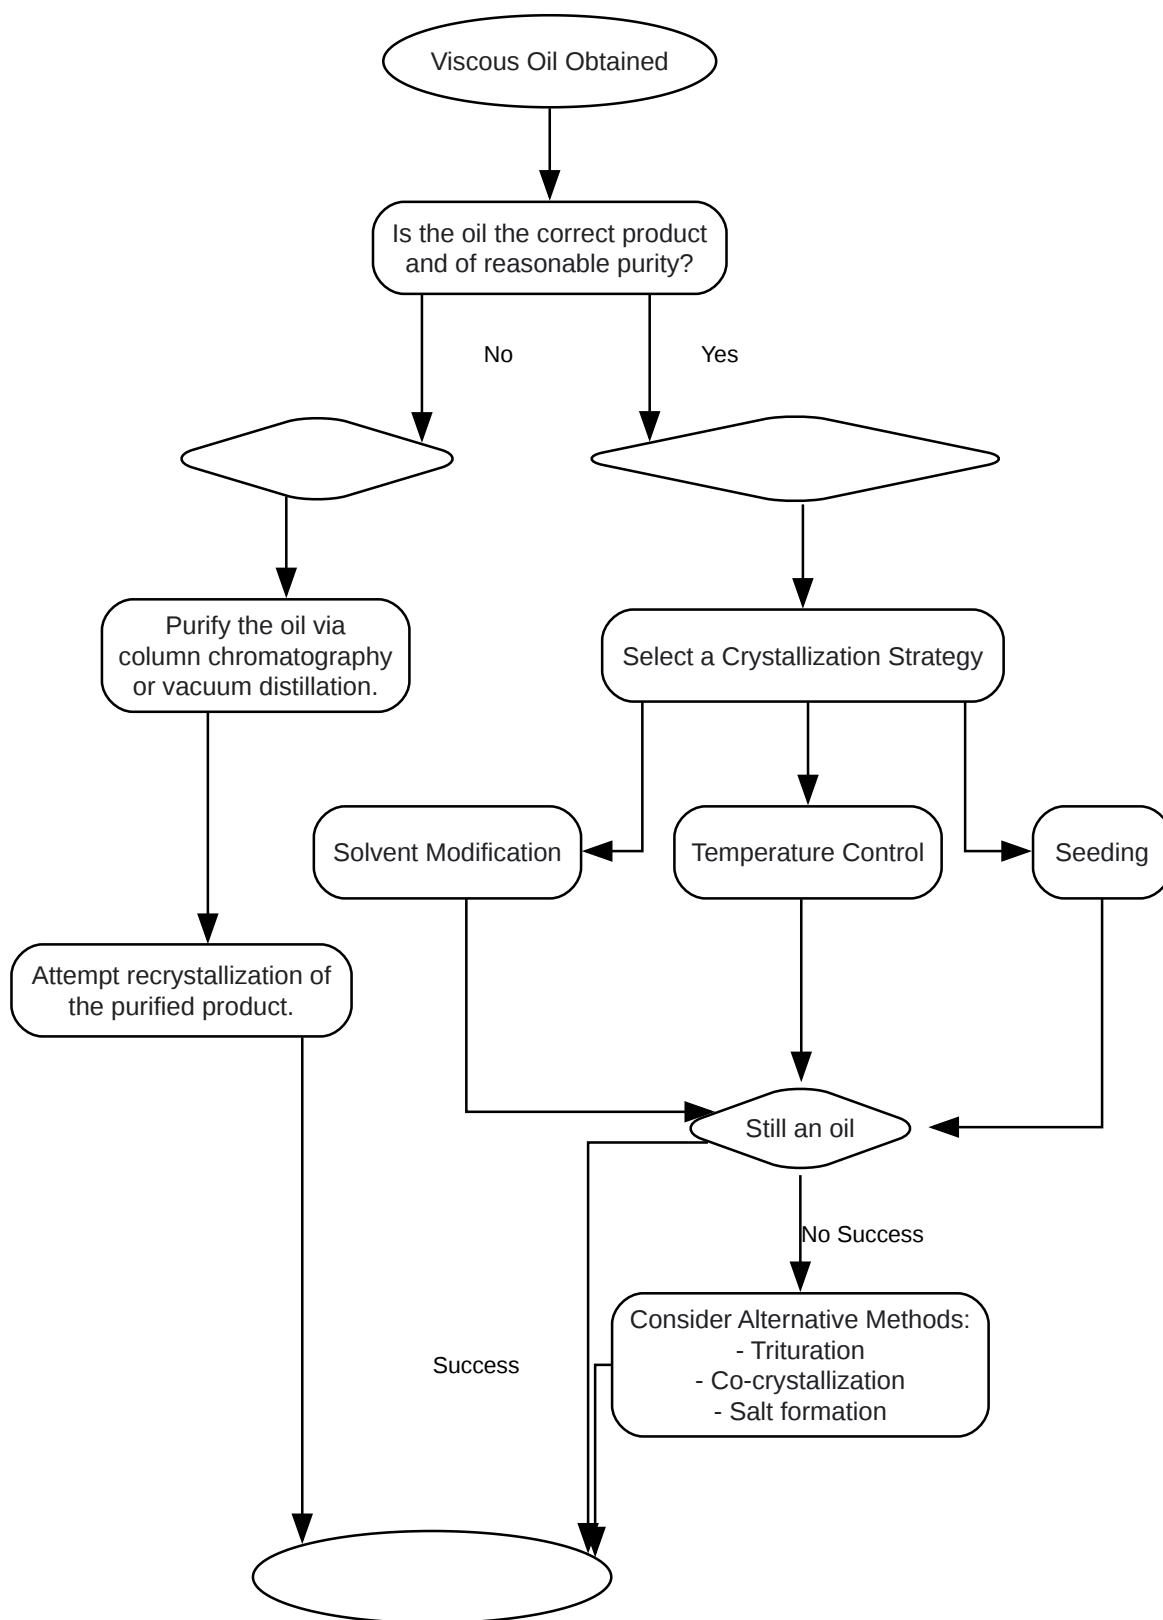 Viscous Oil Obtained
Is the oil the correct product
and of reasonable purity?
No
Yes
Purify the oil via
column chromatography
or vacuum distillation.
Select a Crystallization Strategy
Solvent Modification
Temperature Control
Seeding
Attempt recrystallization of
the purified product.
Still an oil
No Success
Consider Alternative Methods:
- Trituration
- Co-crystallization
- Salt formation
Success